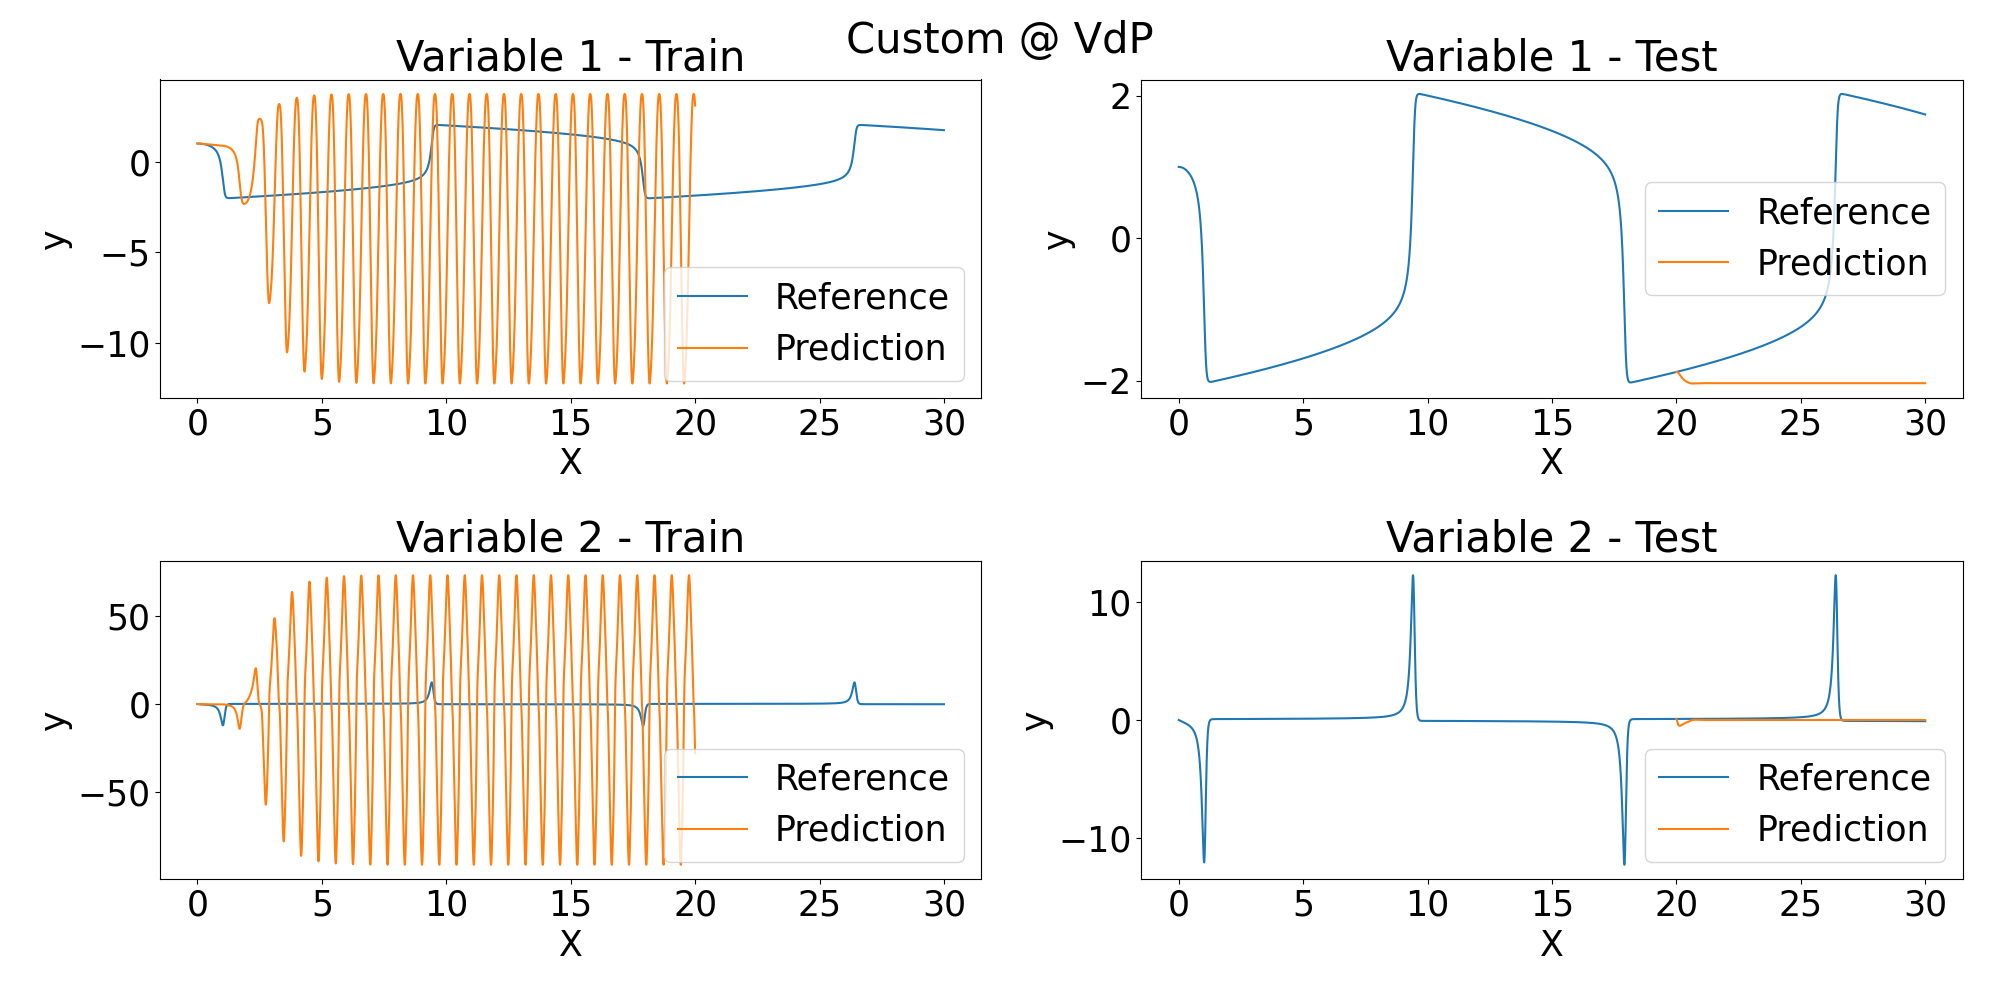 Custom @ VdP
Variable 1 - Train
0
−5
−10
y
0 5 10 15 20 25 30
X
Reference
Prediction
Variable 1 - Test
2
0
−2
y
0 5 10 15 20 25 30
X
Reference
Prediction
Variable 2 - Train
50
0
−50
y
0 5 10 15 20 25 30
X
Reference
Prediction
Variable 2 - Test
10
0
−10
y
0 5 10 15 20 25 30
X
Reference
Prediction